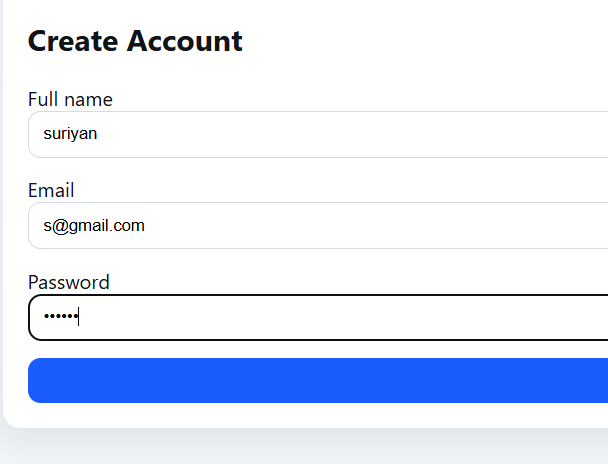 Create Account
Full name
suriyan
Email
s@gmail.com
Password
••••••